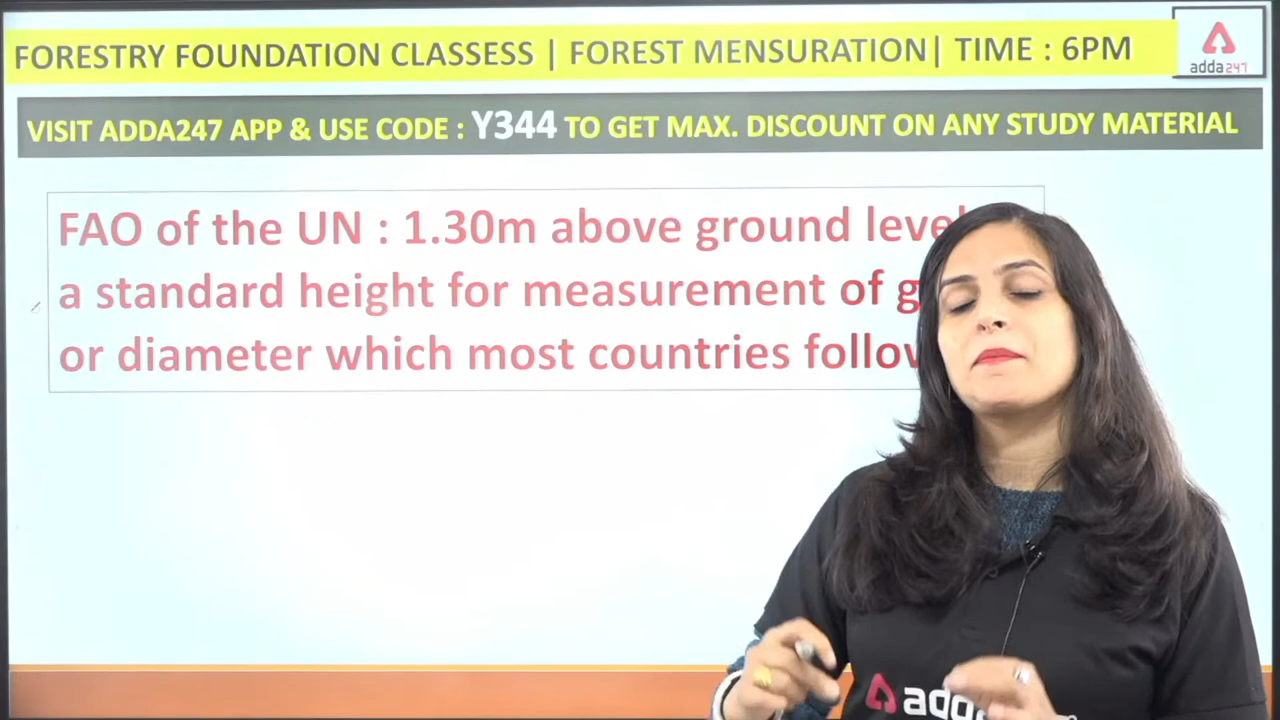 FORESTRY FOUNDATION CLASSESS | FOREST MENSURATION| TIME : 6PM
adda247
VISIT ADDA247 APP & USE CODE : Y344 TO GET MAX. DISCOUNT ON ANY STUDY MATERIAL
FAO of the UN : 1.30m above ground level
a standard height for measurement of
or diameter which most countries follow